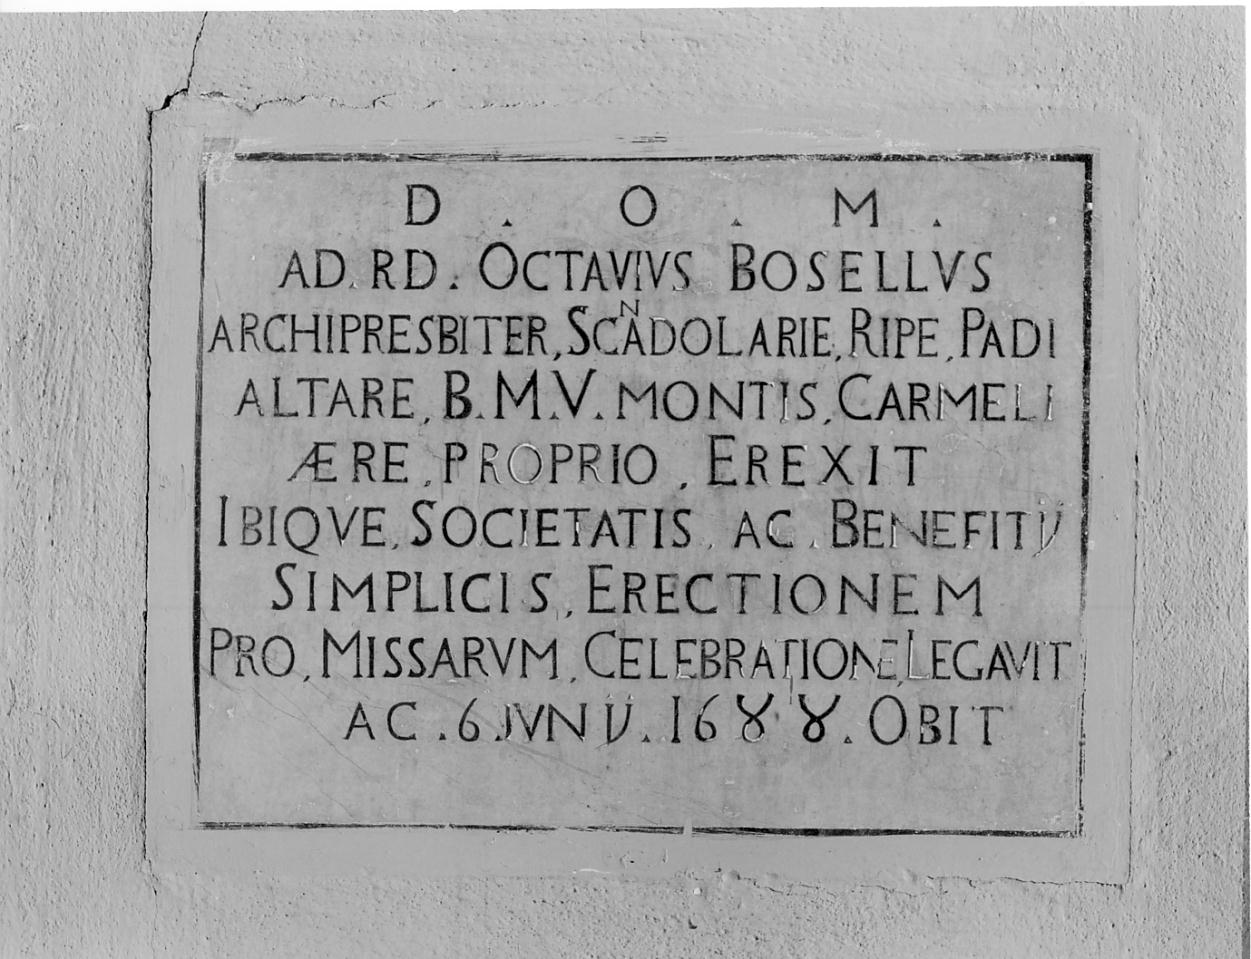 D . O . M .
AD. RD. OCTAVIVS BOSELLVS
ARCHIPRESBITER, SCᴺADOLARIE, RIPE, PADI
ALTARE, B.M.V. MONTIS, CARMELI
ÆRE, PROPRIO, EREXIT
IBIQVE, SOCIETATIS, AC. BENEFITIJ
SIMPLICIS, ERECTIONEM
PRO, MISSARVM, CELEBRATIONE, LEGAVIT
AC. 6. JVNIJ. 1688. OBIT